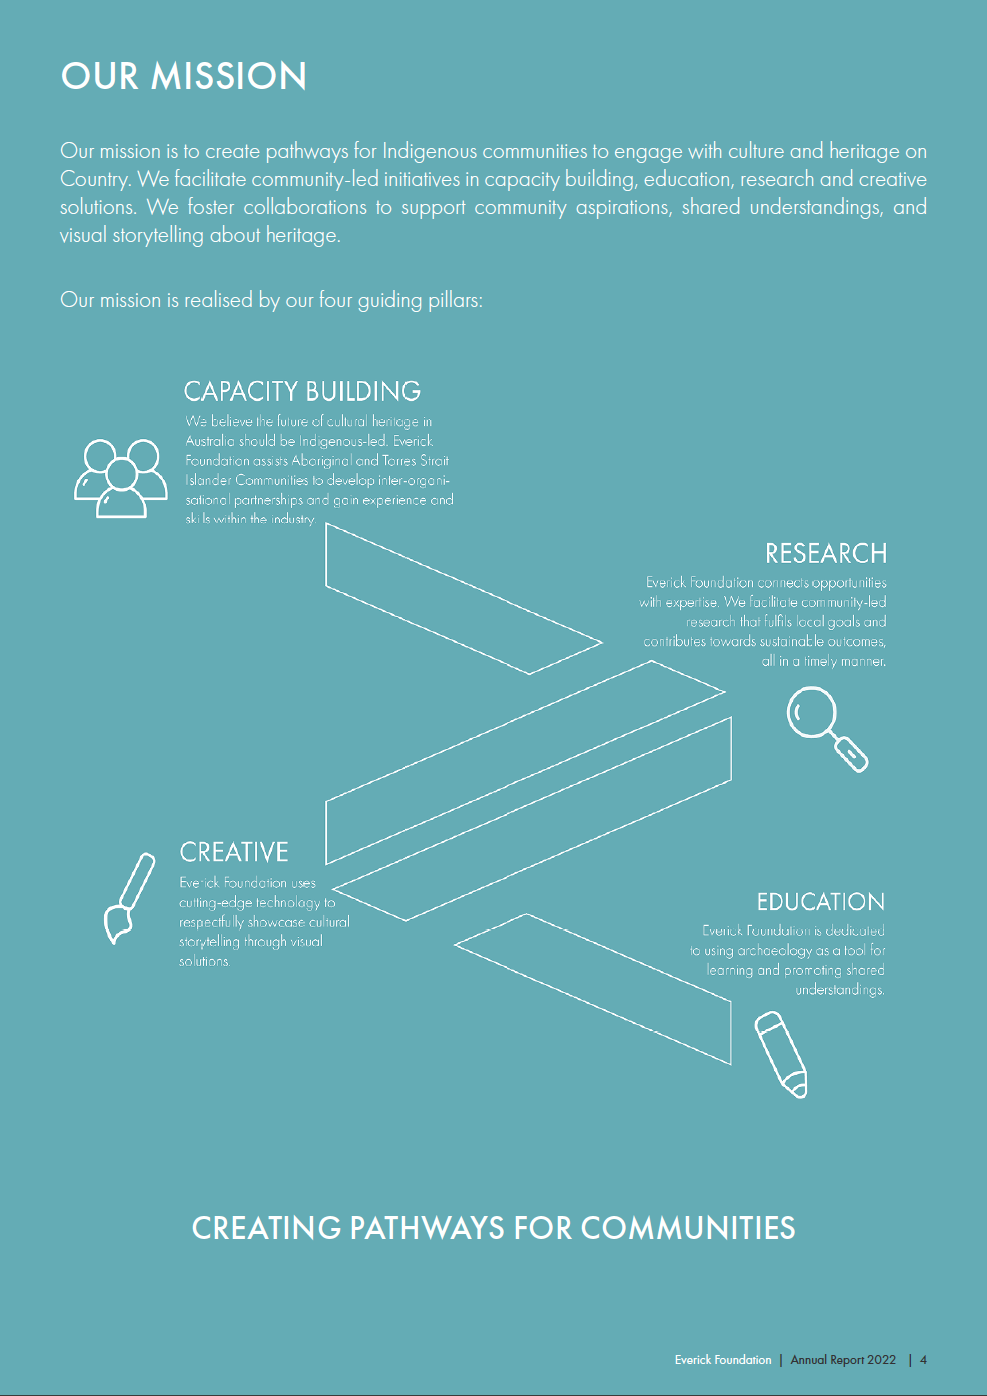 OUR MISSION
Our mission is to create pathways for Indigenous communities to engage with culture and heritage on
Country. We facilitate community-led initiatives in capacity building, education, research and creative
solutions. We foster collaborations to support community aspirations, shared understandings, and
visual storytelling about heritage.
Our mission is realised by our four guiding pillars:
CAPACITY BUILDING
We believe the future of cultural heritage in
Australia should be Indigenous-led. Everick
Foundation assists Aboriginal and Torres Strait
Islander Communities to develop inter-organi-
sational partnerships and gain experience and
skills within the industry.
RESEARCH
Everick Foundation connects opportunities
with expertise. We facilitate community-led
research that fulfils local goals and
contributes towards sustainable outcomes,
all in a timely manner.
CREATIVE
Everick Foundation uses
cutting-edge technology to
respectfully showcase cultural
storytelling through visual
solutions.
EDUCATION
Everick Foundation is dedicated
to using archaeology as a tool for
learning and promoting shared
understandings.
CREATING PATHWAYS FOR COMMUNITIES
Everick Foundation | Annual Report 2022 | 4